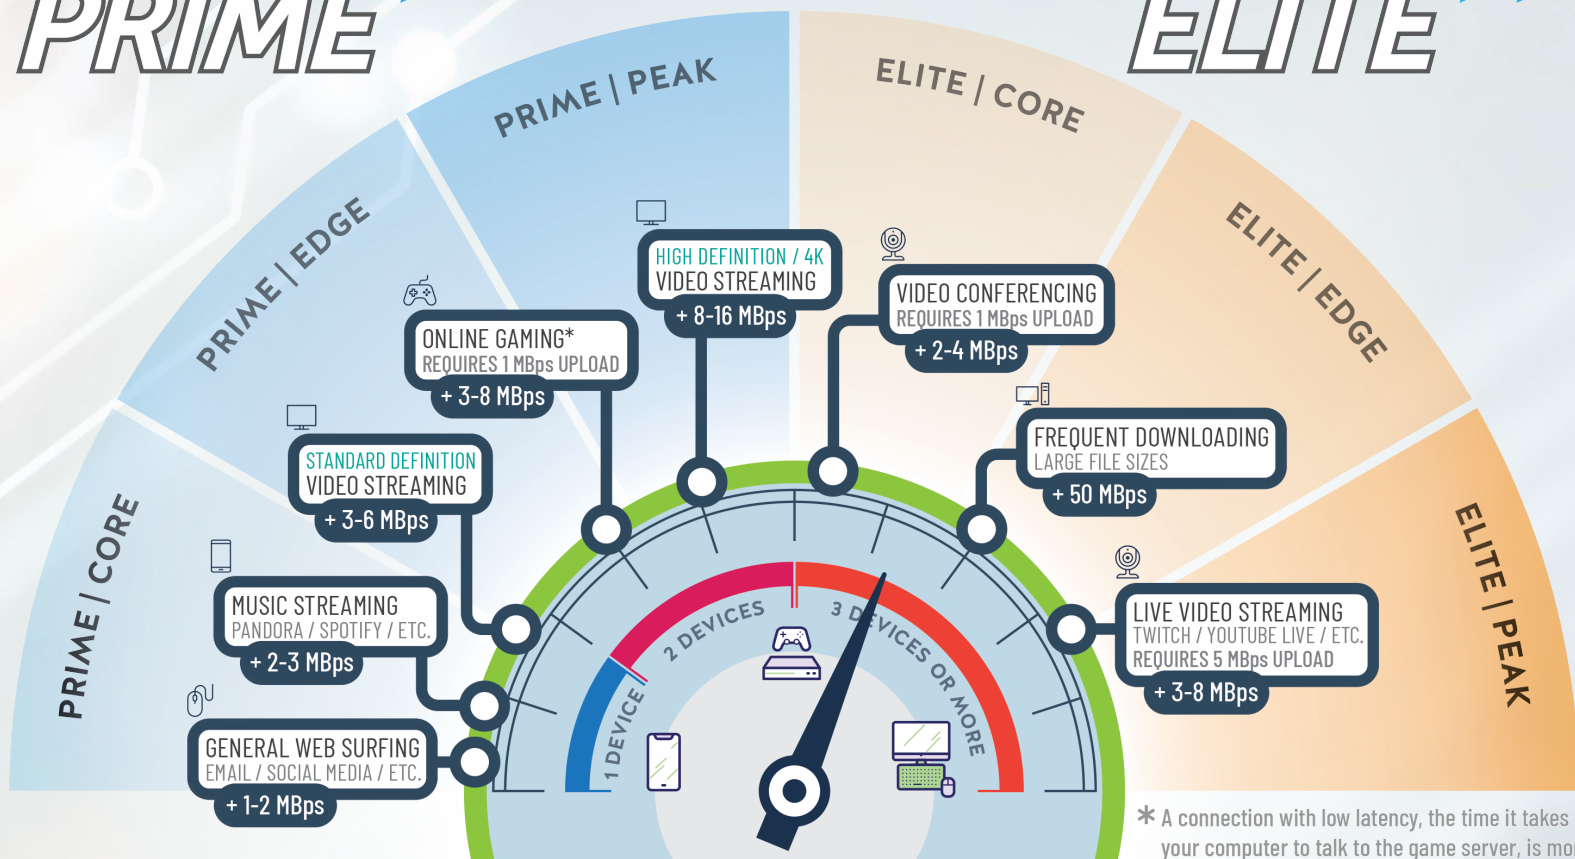 PRIME
ELITE
PRIME | CORE
PRIME | EDGE
PRIME | PEAK
ELITE | CORE
ELITE | EDGE
ELITE | PEAK
GENERAL WEB SURFING
EMAIL / SOCIAL MEDIA / ETC.
+ 1-2 MBps
MUSIC STREAMING
PANDORA / SPOTIFY / ETC.
+ 2-3 MBps
STANDARD DEFINITION
VIDEO STREAMING
+ 3-6 MBps
ONLINE GAMING*
REQUIRES 1 MBps UPLOAD
+ 3-8 MBps
HIGH DEFINITION / 4K
VIDEO STREAMING
+ 8-16 MBps
VIDEO CONFERENCING
REQUIRES 1 MBps UPLOAD
+ 2-4 MBps
FREQUENT DOWNLOADING
LARGE FILE SIZES
+ 50 MBps
LIVE VIDEO STREAMING
TWITCH / YOUTUBE LIVE / ETC.
REQUIRES 5 MBps UPLOAD
+ 3-8 MBps
1 DEVICE
2 DEVICES
3 DEVICES OR MORE
* A connection with low latency, the time it takes
your computer to talk to the game server, is